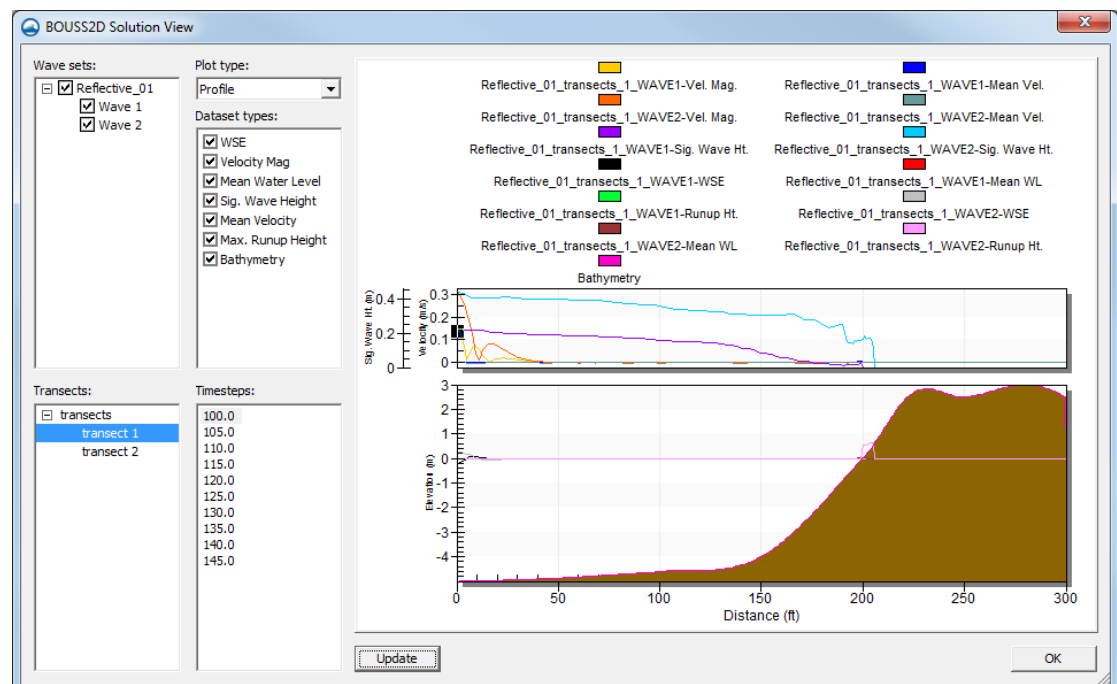 BOUSS2D Solution View
Wave sets:
Reflective_01
Wave 1
Wave 2
Plot type:
Profile
Dataset types:
WSE
Velocity Mag
Mean Water Level
Sig. Wave Height
Mean Velocity
Max. Runup Height
Bathymetry
Transects:
transects
transect 1
transect 2
Timesteps:
100.0
105.0
110.0
115.0
120.0
125.0
130.0
135.0
140.0
145.0
Reflective_01_transects_1_WAVE1-Vel. Mag.
Reflective_01_transects_1_WAVE1-Mean Vel.
Reflective_01_transects_1_WAVE2-Vel. Mag.
Reflective_01_transects_1_WAVE2-Mean Vel.
Reflective_01_transects_1_WAVE1-Sig. Wave Ht.
Reflective_01_transects_1_WAVE2-Sig. Wave Ht.
Reflective_01_transects_1_WAVE1-WSE
Reflective_01_transects_1_WAVE1-Mean WL
Reflective_01_transects_1_WAVE1-Runup Ht.
Reflective_01_transects_1_WAVE2-WSE
Reflective_01_transects_1_WAVE2-Mean WL
Reflective_01_transects_1_WAVE2-Runup Ht.
Bathymetry
Sig. Wave Ht. (m)
0.4
0.2
0
Velocity (m/s)
0.3
0.2
0.1
0
Elevation (m)
3
2
1
0
-1
-2
-3
-4
0 50 100 150 200 250 300
Distance (ft)
Update
OK